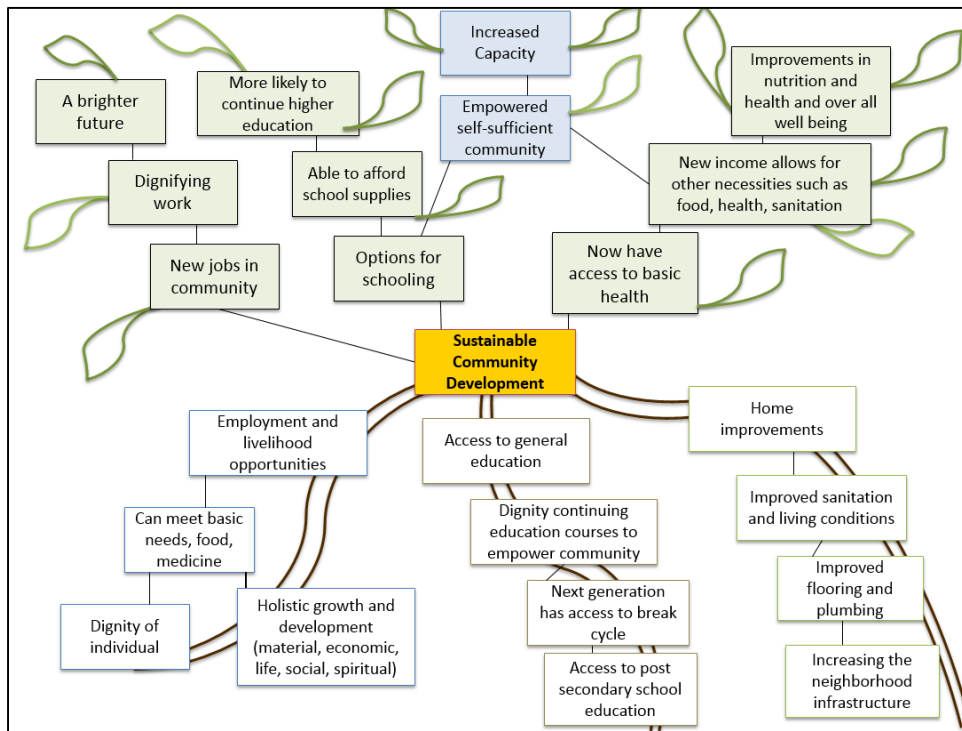 Increased
Capacity
A brighter
future
More likely to
continue higher
education
Empowered
self-sufficient
community
Improvements in
nutrition and
health and over all
well being
Dignifying
work
Able to afford
school supplies
New income allows for
other necessities such as
food, health, sanitation
New jobs in
community
Options for
schooling
Now have
access to basic
health
Sustainable
Community
Development
Employment and
livelihood
opportunities
Access to general
education
Home
improvements
Can meet basic
needs, food,
medicine
Dignity continuing
education courses to
empower community
Improved sanitation
and living conditions
Dignity of
individual
Holistic growth and
development
(material, economic,
life, social, spiritual)
Next generation
has access to break
cycle
Improved
flooring and
plumbing
Access to post
secondary school
education
Increasing the
neighborhood
infrastructure